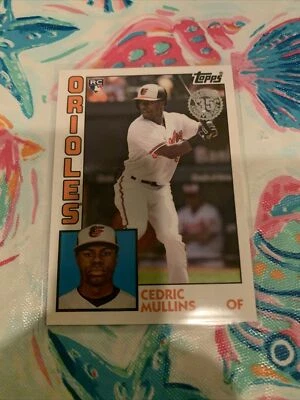 RC
Topps
35
ORIOLES
CEDRIC
MULLINS
OF